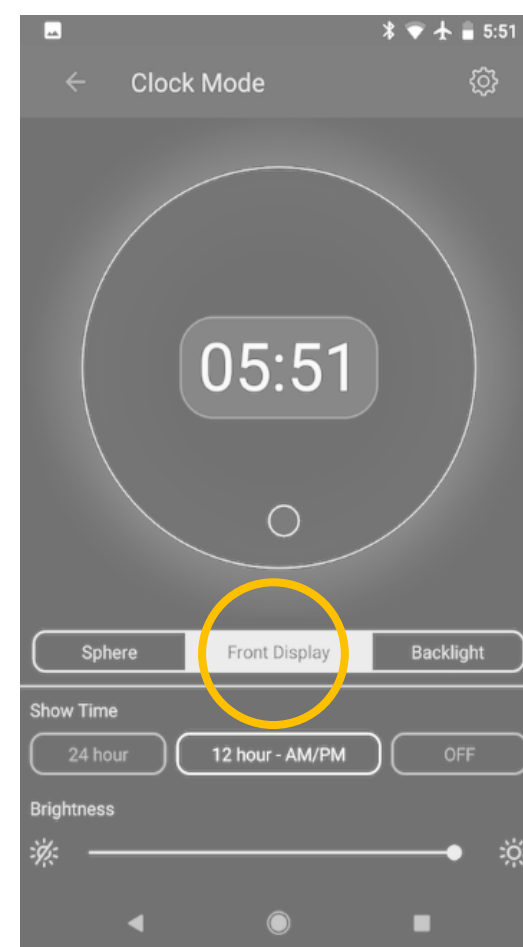 5:51
Clock Mode
05:51
Sphere Front Display Backlight
Show Time
24 hour 12 hour - AM/PM OFF
Brightness